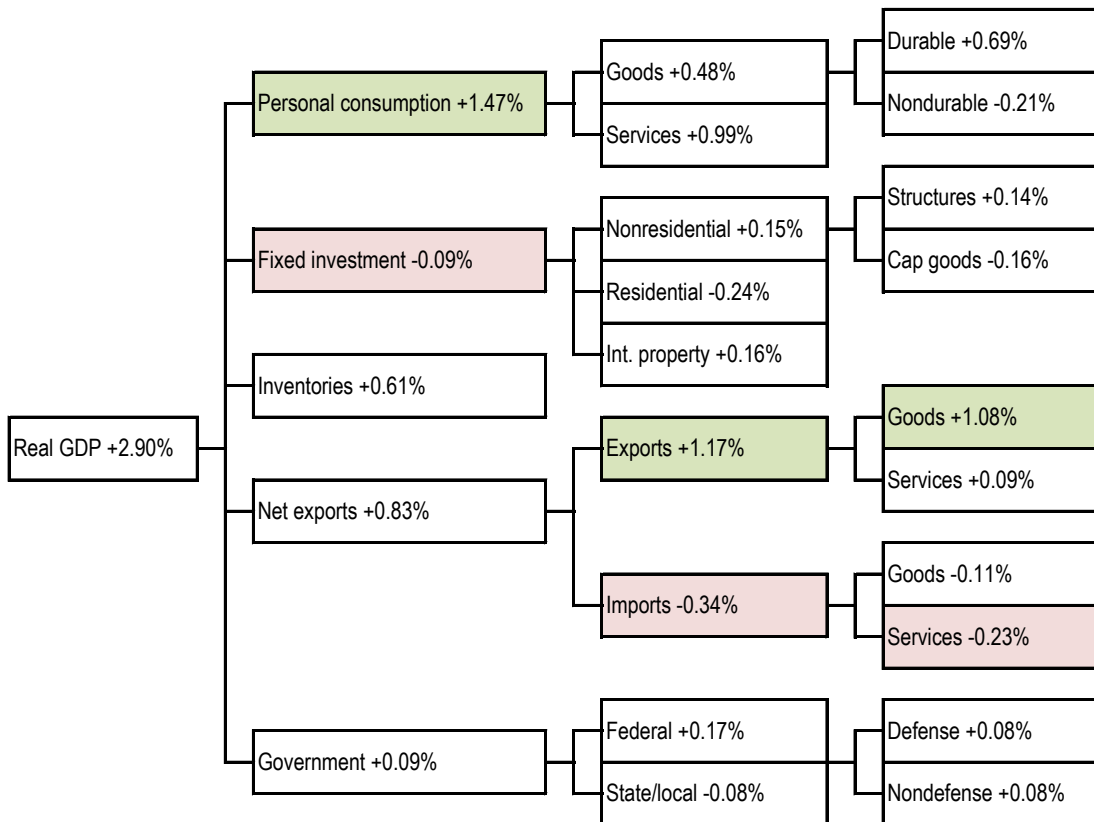 Real GDP +2.90%
Personal consumption +1.47%
Goods +0.48%
Durable +0.69%
Nondurable -0.21%
Services +0.99%
Fixed investment -0.09%
Nonresidential +0.15%
Structures +0.14%
Cap goods -0.16%
Residential -0.24%
Int. property +0.16%
Inventories +0.61%
Net exports +0.83%
Exports +1.17%
Goods +1.08%
Services +0.09%
Imports -0.34%
Goods -0.11%
Services -0.23%
Government +0.09%
Federal +0.17%
Defense +0.08%
Nondefense +0.08%
State/local -0.08%